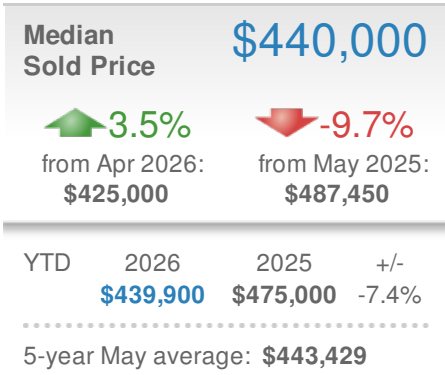 Median $440,000
Sold Price
3.5% -9.7%
from Apr 2026: from May 2025:
$425,000 $487,450
YTD 2026 2025 +/-
$439,900 $475,000 -7.4%
5-year May average: $443,429